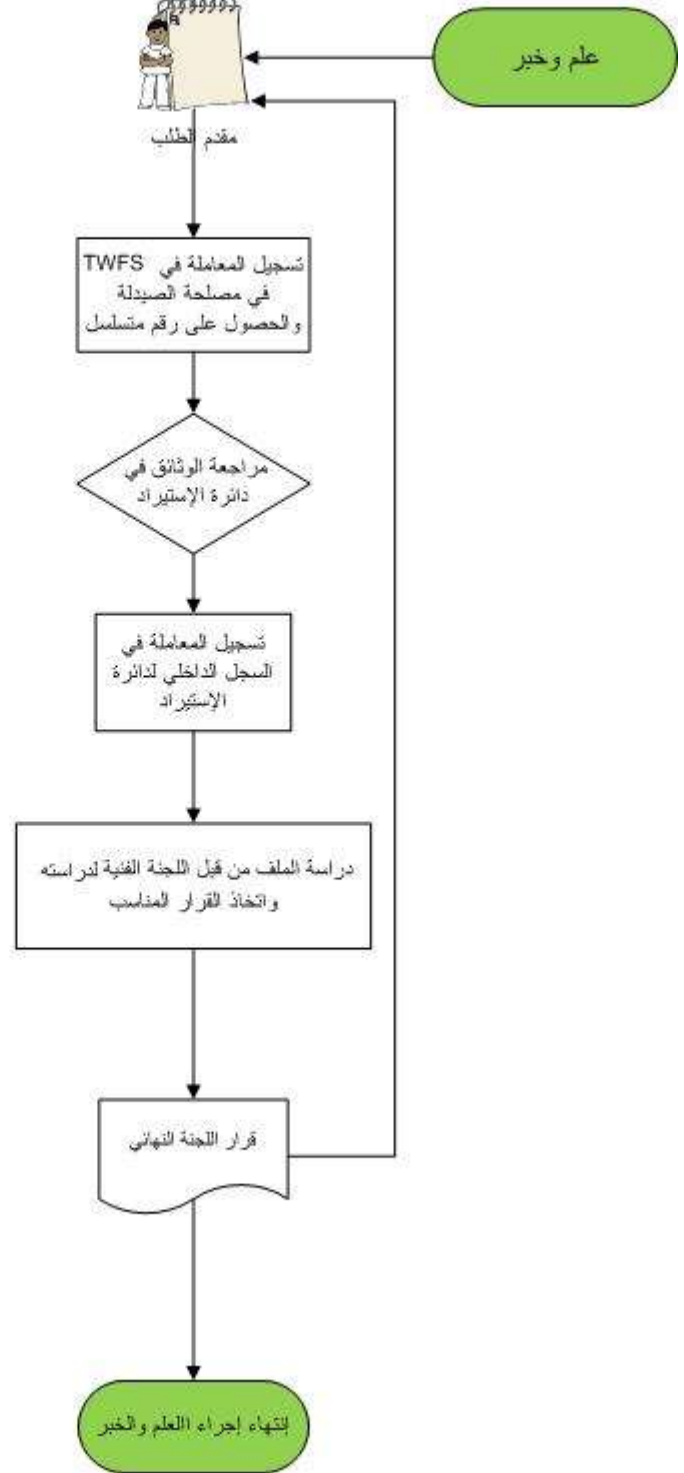 علم وخبر
مقدم الطلب
تسجيل المعاملة في TWFS
في مصلحة الصيدلة
والحصول على رقم متسلسل
مراجعة الوثائق في
دائرة الإستيراد
تسجيل المعاملة في
السجل الداخلي لدائرة
الإستيراد
دراسة الملف من قبل اللجنة الفنية لدراسته
واتخاذ القرار المناسب
قرار اللجنة النهائي
إنتهاء إجراء االعلم والخبر